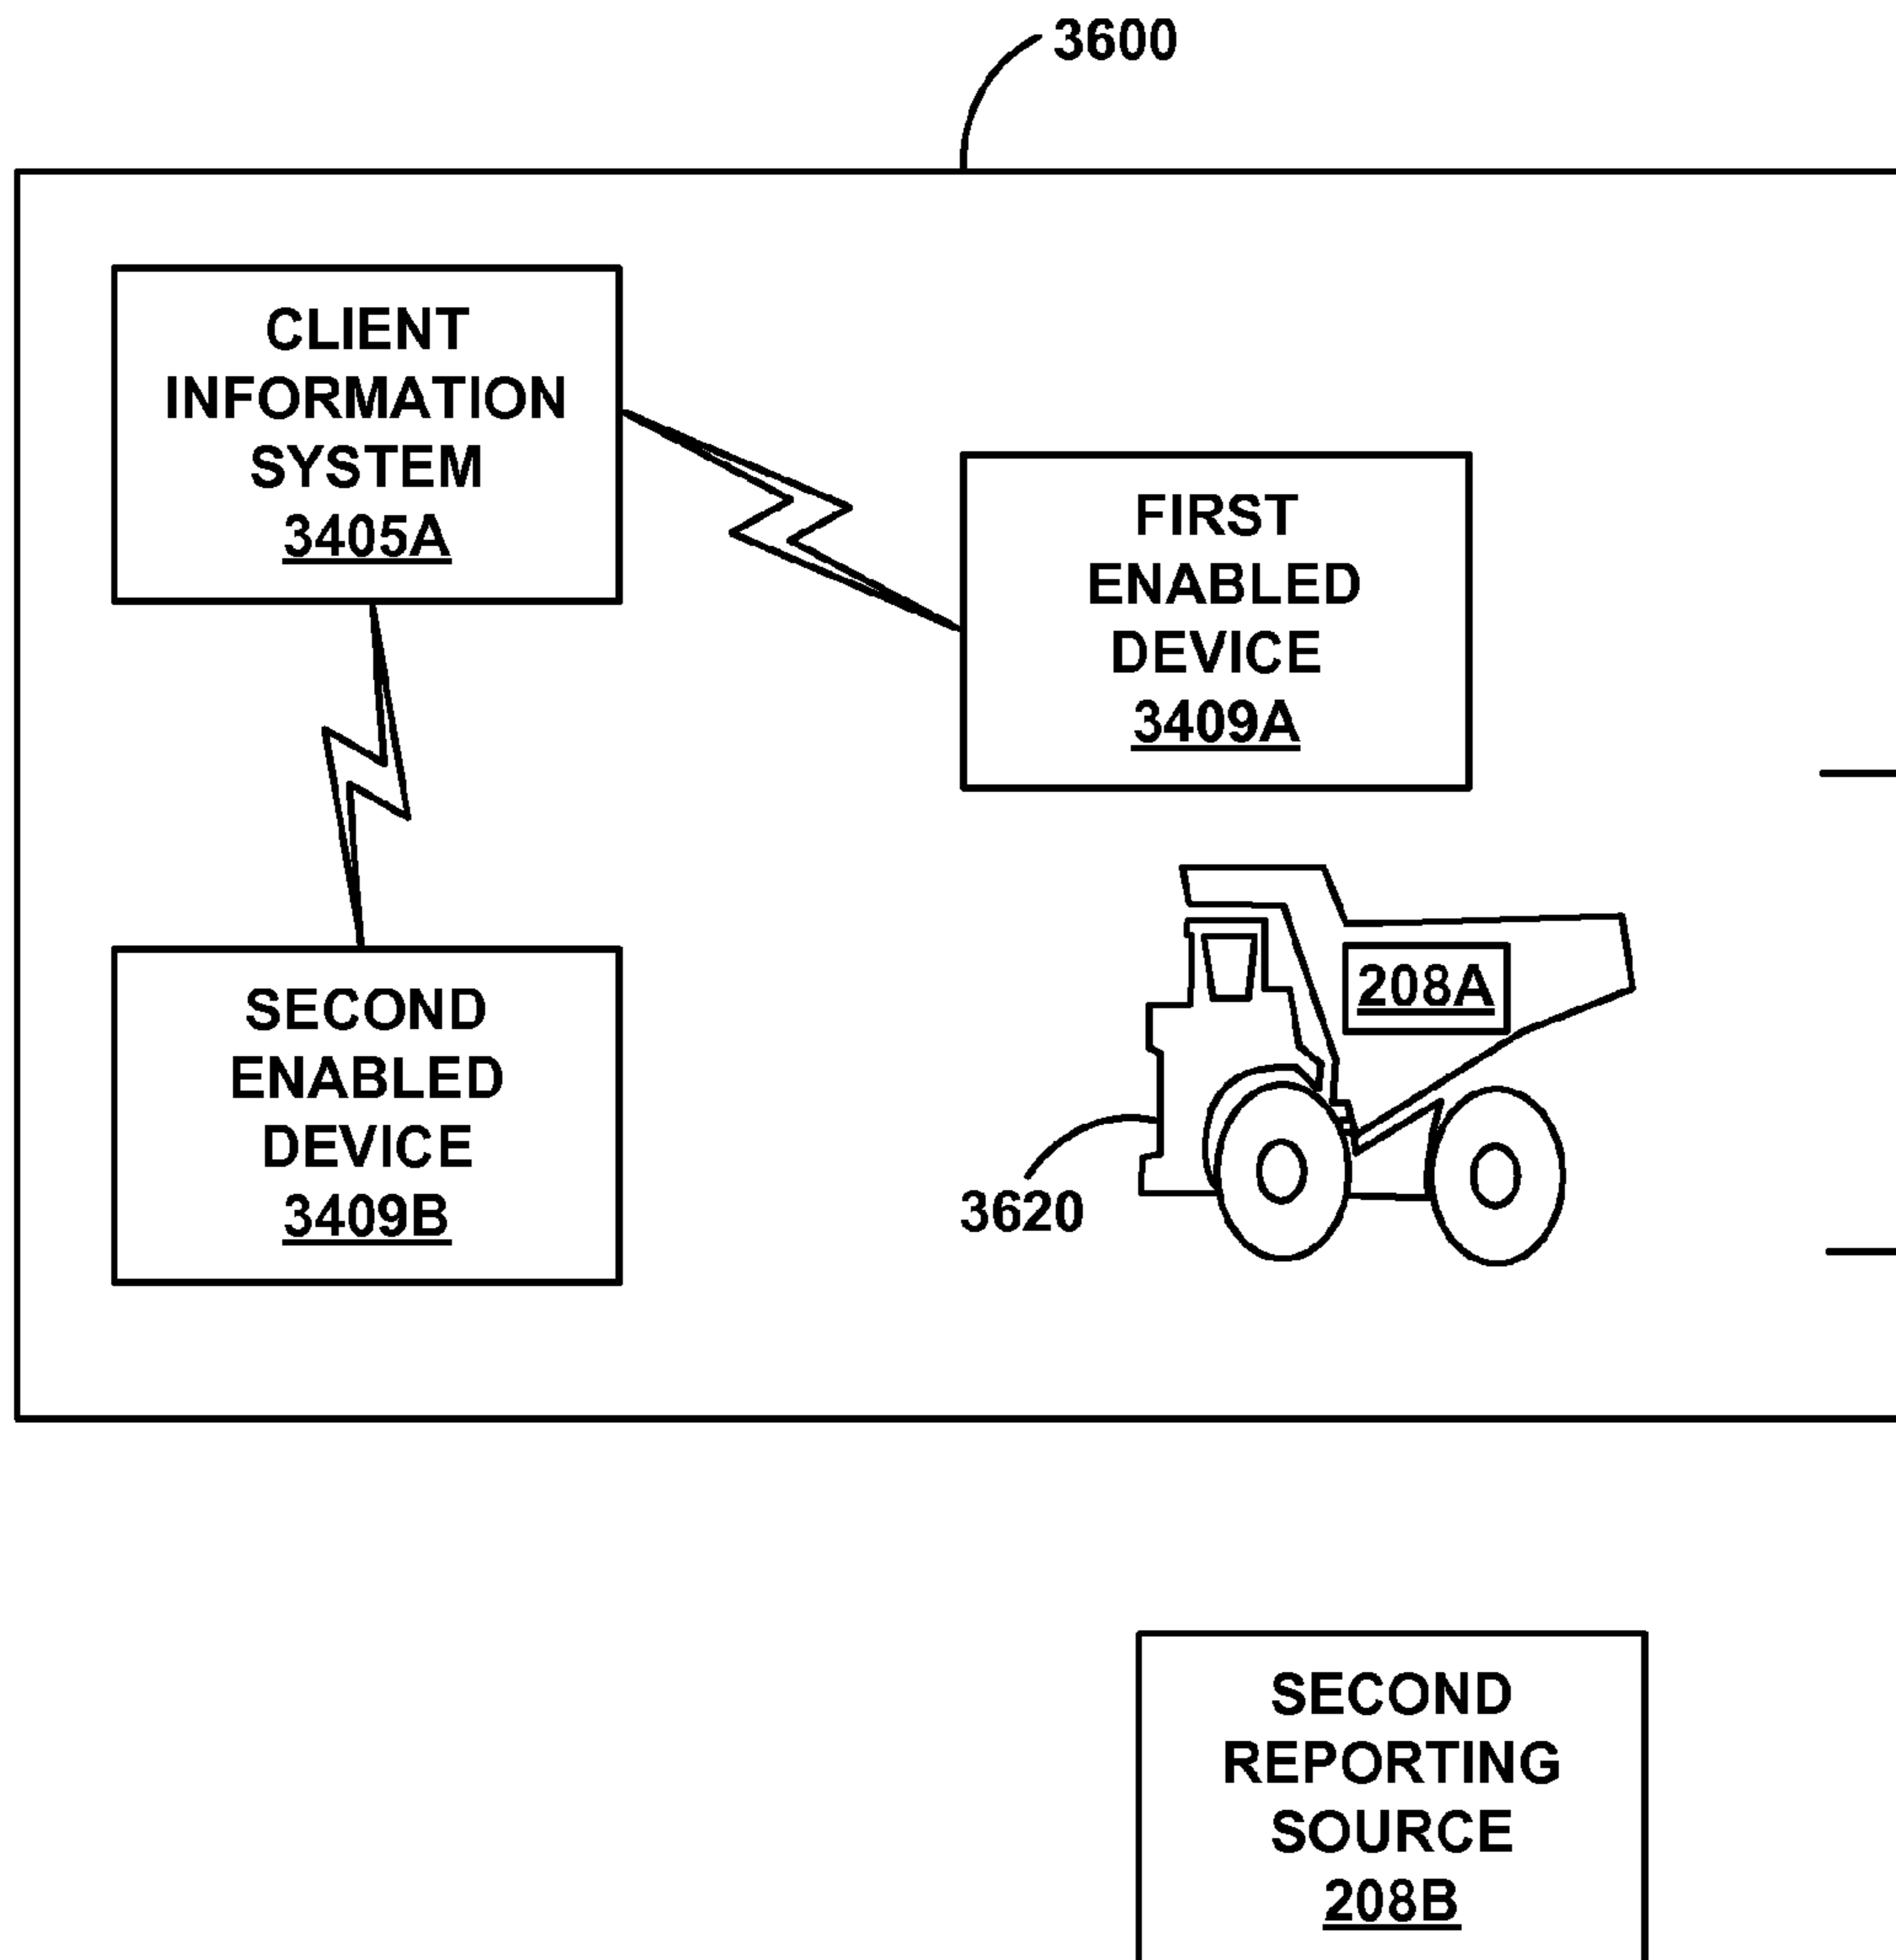 3600
CLIENT
INFORMATION
SYSTEM
3405A
FIRST
ENABLED
DEVICE
3409A
208A
SECOND
ENABLED
DEVICE
3409B
3620
SECOND
REPORTING
SOURCE
208B